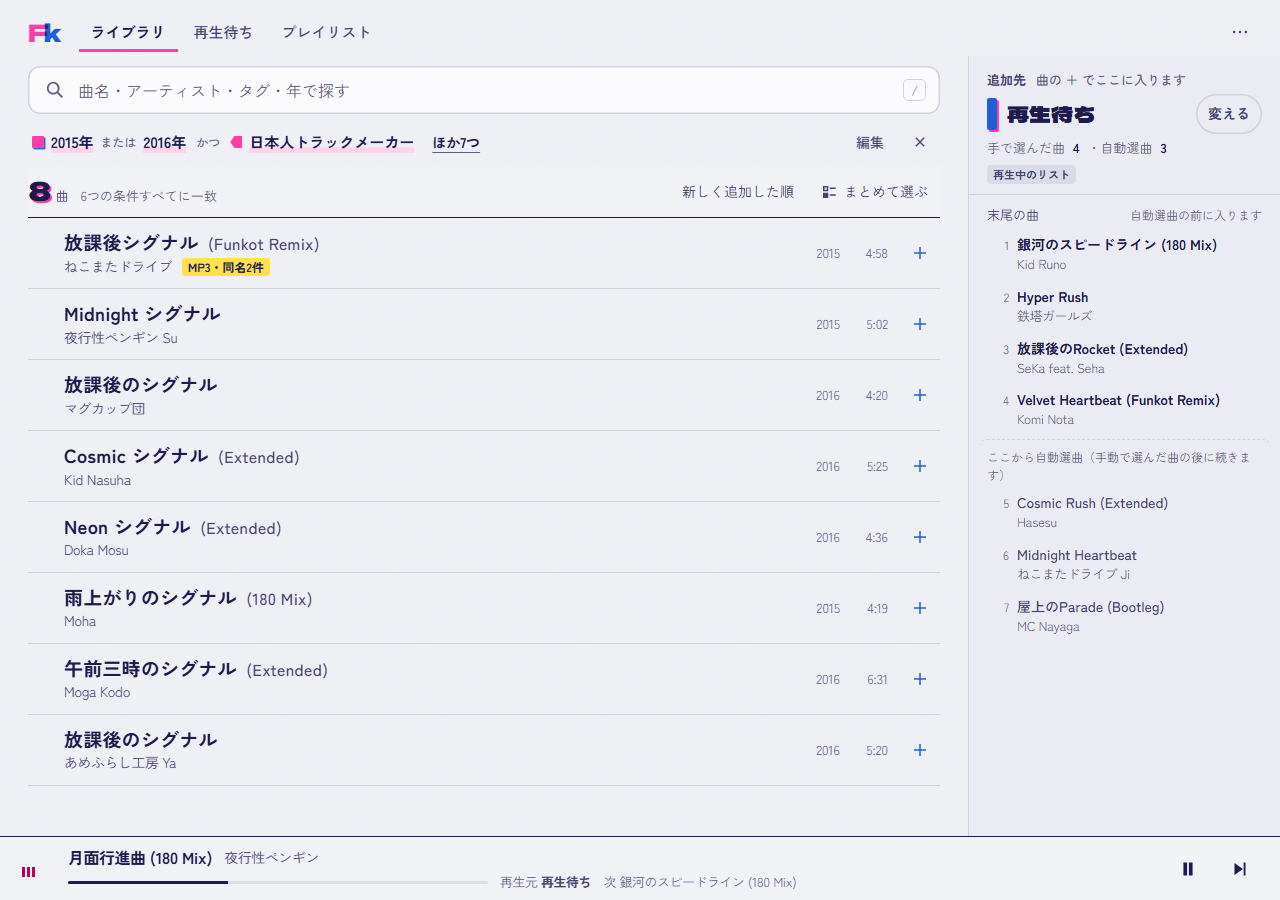 Fk ライブラリ 再生待ち プレイリスト …
曲名・アーティスト・タグ・年で探す /
2015年 または 2016年 かつ 日本人トラックメーカー ほか7つ 編集 ×
8 曲 6つの条件すべてに一致 新しく追加した順 まとめて選ぶ
放課後シグナル (Funkot Remix)
ねこまたドライブ MP3・同名2件
2015 4:58 +
Midnight シグナル
夜行性ペンギン Su
2015 5:02 +
放課後のシグナル
マグカップ団
2016 4:20 +
Cosmic シグナル (Extended)
Kid Nasuha
2016 5:25 +
Neon シグナル (Extended)
Doka Mosu
2016 4:36 +
雨上がりのシグナル (180 Mix)
Moha
2015 4:19 +
午前三時のシグナル (Extended)
Moga Kodo
2016 6:31 +
放課後のシグナル
あめふらし工房 Ya
2016 5:20 +
追加先 曲の + でここに入ります
再生待ち 変える
手で選んだ曲 4 ・自動選曲 3
再生中のリスト
末尾の曲 自動選曲の前に入ります
1 銀河のスピードライン (180 Mix)
Kid Runo
2 Hyper Rush
鉄塔ガールズ
3 放課後のRocket (Extended)
SeKa feat. Seha
4 Velvet Heartbeat (Funkot Remix)
Komi Nota
ここから自動選曲（手動で選んだ曲の後に続きま
す）
5 Cosmic Rush (Extended)
Hasesu
6 Midnight Heartbeat
ねこまたドライブ Ji
7 屋上のParade (Bootleg)
MC Nayaga
月面行進曲 (180 Mix) 夜行性ペンギン
再生元 再生待ち 次 銀河のスピードライン (180 Mix)